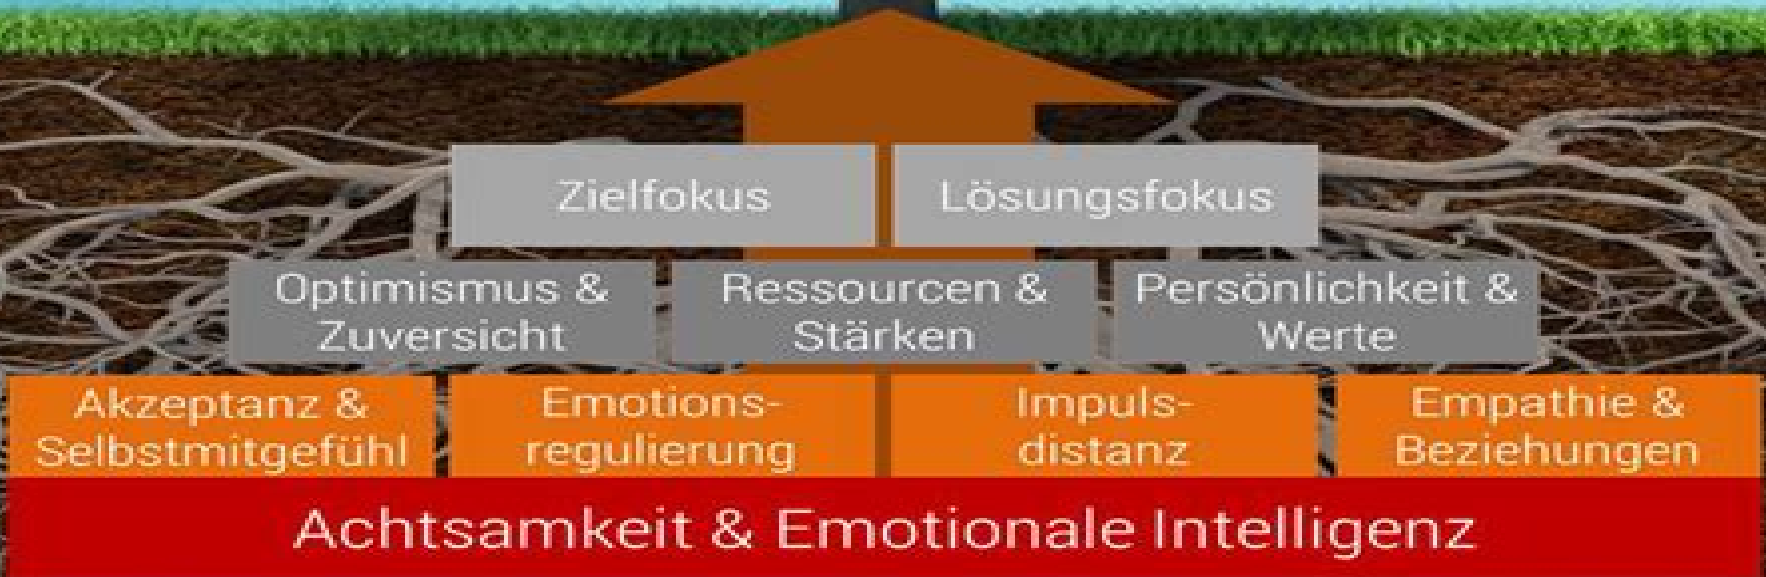 Zielfokus
Lösungsfokus
Optimismus &
Zuversicht
Ressourcen &
Stärken
Persönlichkeit &
Werte
Akzeptanz &
Selbstmitgefühl
Emotions-
regulierung
Impuls-
distanz
Empathie &
Beziehungen
Achtsamkeit & Emotionale Intelligenz